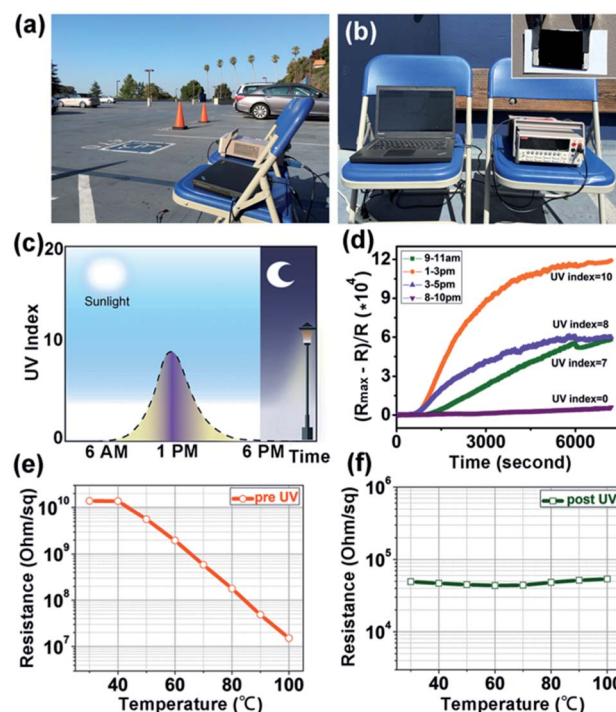 (a)
(b)
(c)
20
10
0
UV Index
Sunlight
6 AM
1 PM
6 PM
Time
(d)
12
9
6
3
0
(Rmax - R)/R (*10⁴)
9-11am
1-3pm
3-5pm
8-10pm
UV index=10
UV index=8
UV index=7
UV index=0
0
3000
6000
Time (second)
(e)
10¹⁰
10⁹
10⁸
10⁷
Resistance (Ohm/sq)
pre UV
20
40
60
80
100
Temperature (℃)
(f)
10⁶
10⁵
10⁴
Resistance (Ohm/sq)
post UV
20
40
60
80
100
Temperature (℃)